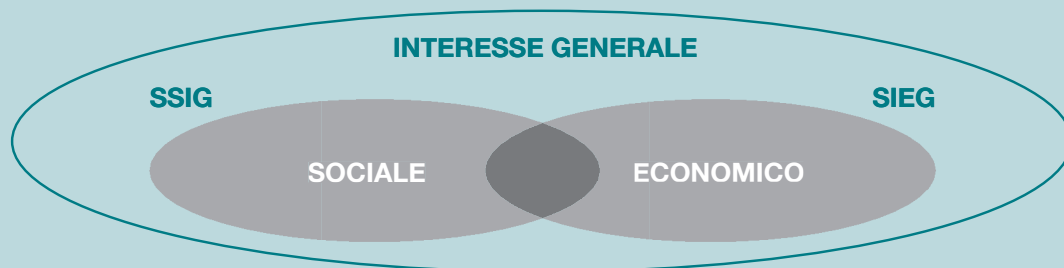 INTERESSE GENERALE
SSIG
SIEG
SOCIALE
ECONOMICO